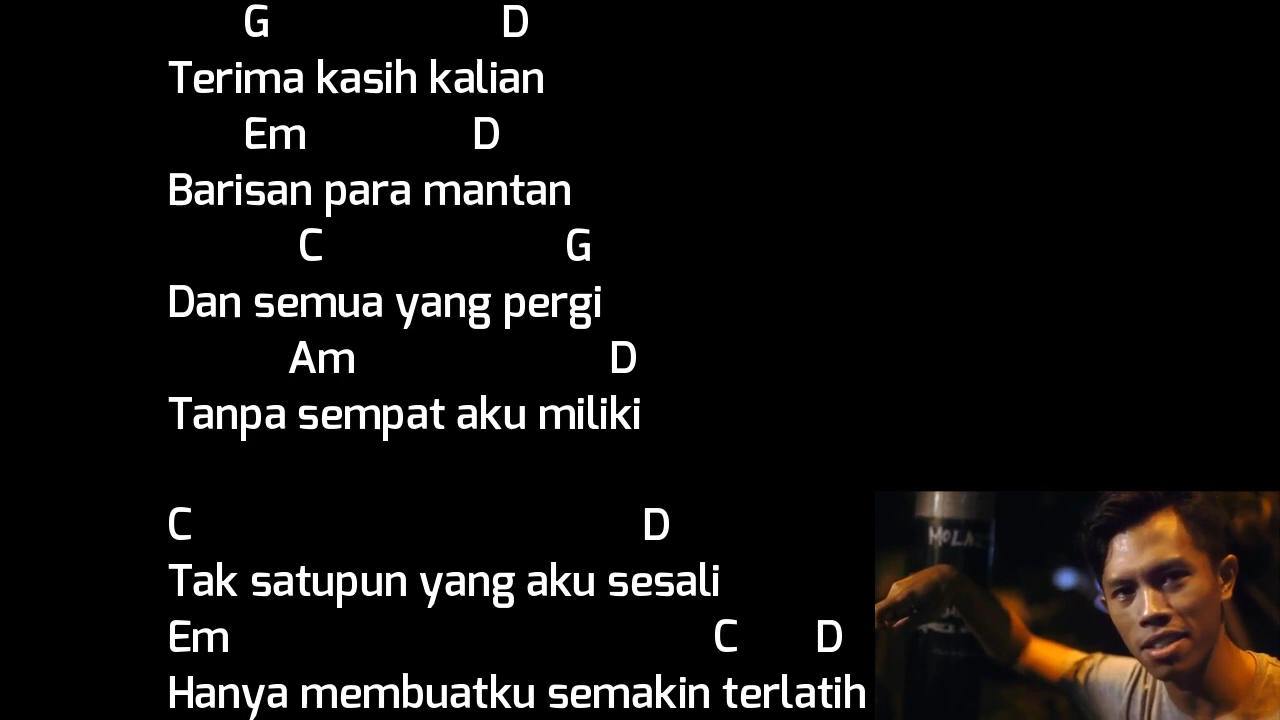 G D
Terima kasih kalian
Em D
Barisan para mantan
C G
Dan semua yang pergi
Am D
Tanpa sempat aku miliki
C D
Tak satupun yang aku sesali
Em C D
Hanya membuatku semakin terlatih